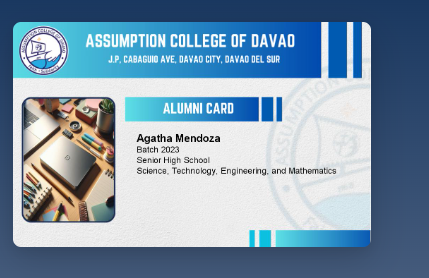 ASSUMPTION COLLEGE OF DAVAO
J.P. CABAGUIO AVE, DAVAO CITY, DAVAO DEL SUR
ALUMNI CARD
Agatha Mendoza
Batch 2023
Senior High School
Science, Technology, Engineering, and Mathematics